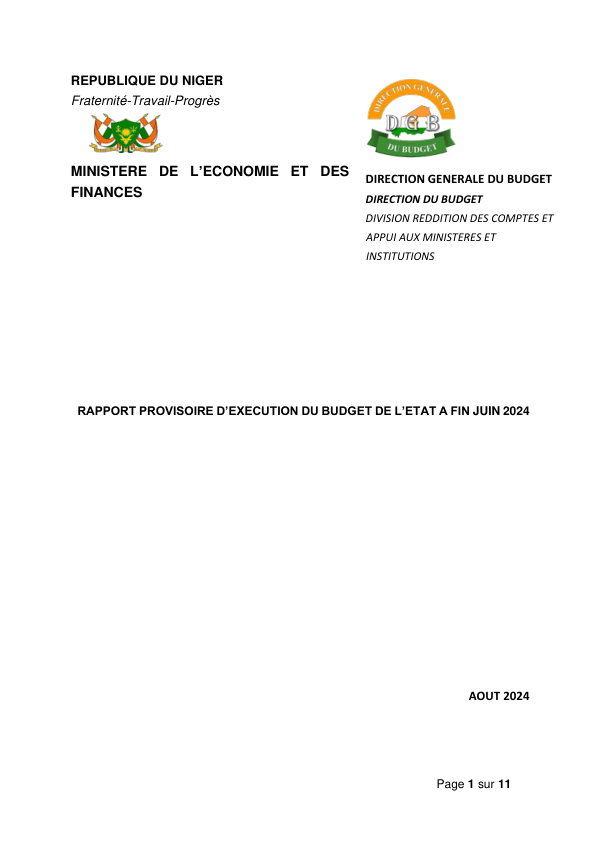 REPUBLIQUE DU NIGER
Fraternité-Travail-Progrès
MINISTERE DE L’ECONOMIE ET DES
FINANCES
DIRECTION GENERALE
DGB
DU BUDGET
DIRECTION GENERALE DU BUDGET
DIRECTION DU BUDGET
DIVISION REDDITION DES COMPTES ET
APPUI AUX MINISTERES ET
INSTITUTIONS
RAPPORT PROVISOIRE D’EXECUTION DU BUDGET DE L’ETAT A FIN JUIN 2024
AOUT 2024
Page 1 sur 11